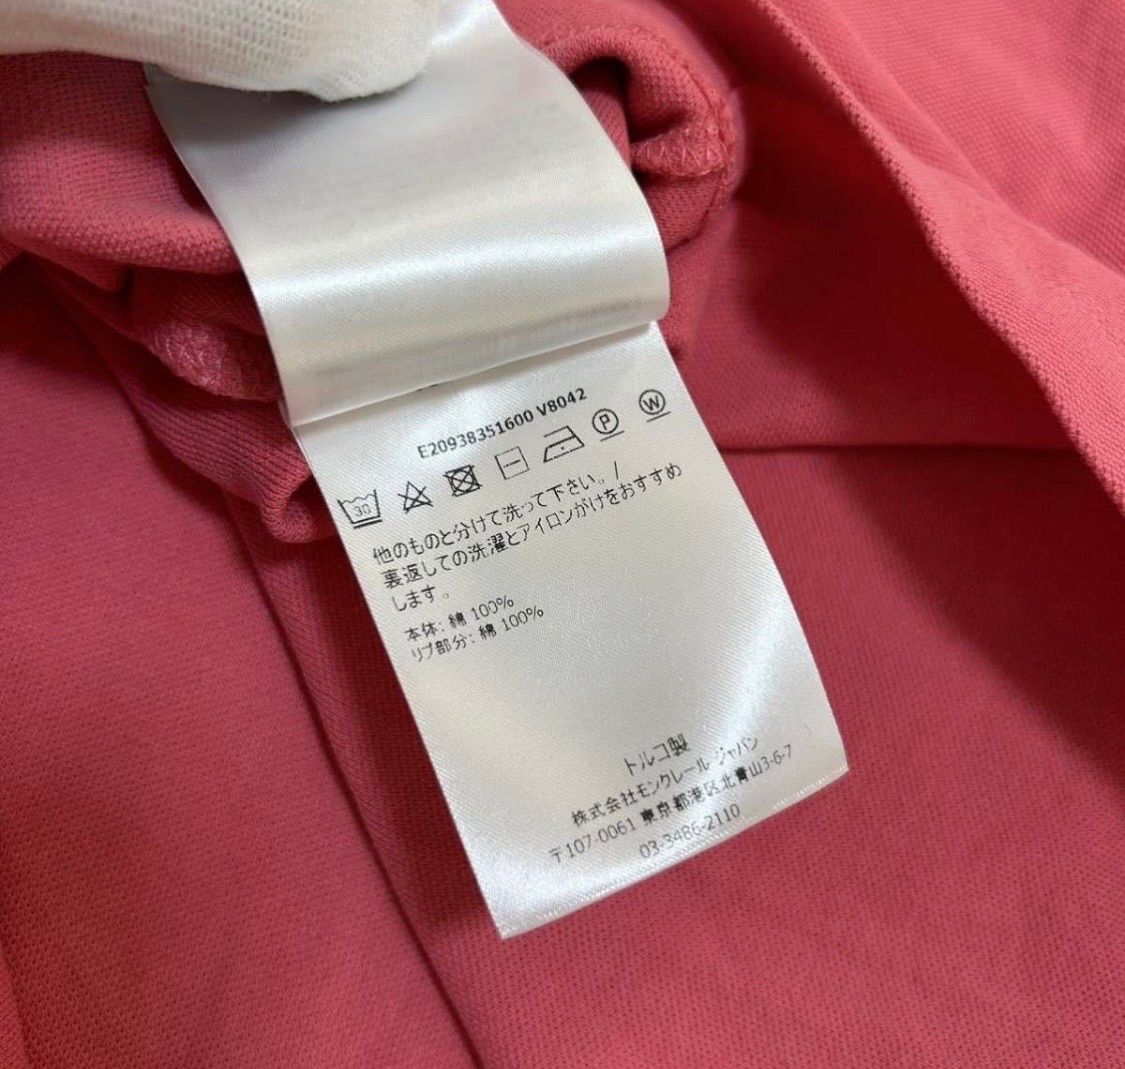 E20938351600 V8042
30 P W
他のものと分けて洗って下さい。/
裏返しての洗濯とアイロンがけをおすすめ
します。
本体: 綿 100%
リブ部分: 綿 100%
トルコ製
株式会社モンクレール ジャパン
〒107-0061 東京都港区北青山3-6-7
03-3486-2110